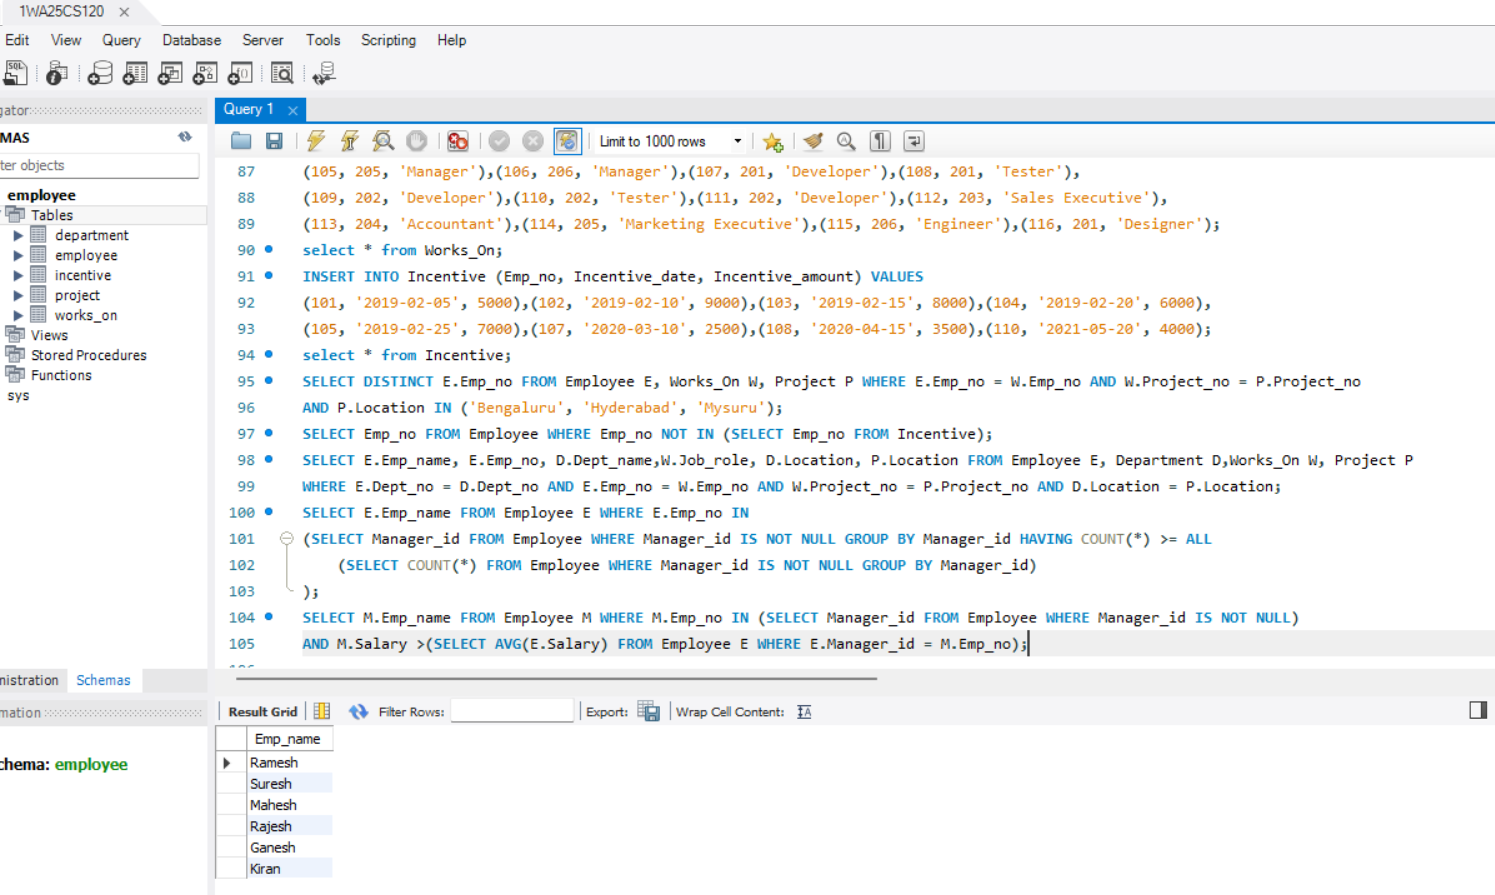 1WA25CS120 ×
Edit View Query Database Server Tools Scripting Help
gator
MAS
ter objects
employee
Tables
department
employee
incentive
project
works_on
Views
Stored Procedures
Functions
sys
nistration Schemas
mation
chema: employee
Query 1 ×
Limit to 1000 rows
87 (105, 205, 'Manager'),(106, 206, 'Manager'),(107, 201, 'Developer'),(108, 201, 'Tester'),
88 (109, 202, 'Developer'),(110, 202, 'Tester'),(111, 202, 'Developer'),(112, 203, 'Sales Executive'),
89 (113, 204, 'Accountant'),(114, 205, 'Marketing Executive'),(115, 206, 'Engineer'),(116, 201, 'Designer');
90 select * from Works_On;
91 INSERT INTO Incentive (Emp_no, Incentive_date, Incentive_amount) VALUES
92 (101, '2019-02-05', 5000),(102, '2019-02-10', 9000),(103, '2019-02-15', 8000),(104, '2019-02-20', 6000),
93 (105, '2019-02-25', 7000),(107, '2020-03-10', 2500),(108, '2020-04-15', 3500),(110, '2021-05-20', 4000);
94 select * from Incentive;
95 SELECT DISTINCT E.Emp_no FROM Employee E, Works_On W, Project P WHERE E.Emp_no = W.Emp_no AND W.Project_no = P.Project_no
96 AND P.Location IN ('Bengaluru', 'Hyderabad', 'Mysuru');
97 SELECT Emp_no FROM Employee WHERE Emp_no NOT IN (SELECT Emp_no FROM Incentive);
98 SELECT E.Emp_name, E.Emp_no, D.Dept_name,W.Job_role, D.Location, P.Location FROM Employee E, Department D,Works_On W, Project P
99 WHERE E.Dept_no = D.Dept_no AND E.Emp_no = W.Emp_no AND W.Project_no = P.Project_no AND D.Location = P.Location;
100 SELECT E.Emp_name FROM Employee E WHERE E.Emp_no IN
101 (SELECT Manager_id FROM Employee WHERE Manager_id IS NOT NULL GROUP BY Manager_id HAVING COUNT(*) >= ALL
102 (SELECT COUNT(*) FROM Employee WHERE Manager_id IS NOT NULL GROUP BY Manager_id)
103 );
104 SELECT M.Emp_name FROM Employee M WHERE M.Emp_no IN (SELECT Manager_id FROM Employee WHERE Manager_id IS NOT NULL)
105 AND M.Salary >(SELECT AVG(E.Salary) FROM Employee E WHERE E.Manager_id = M.Emp_no);
Result Grid Filter Rows: Export: Wrap Cell Content:
Emp_name
Ramesh
Suresh
Mahesh
Rajesh
Ganesh
Kiran